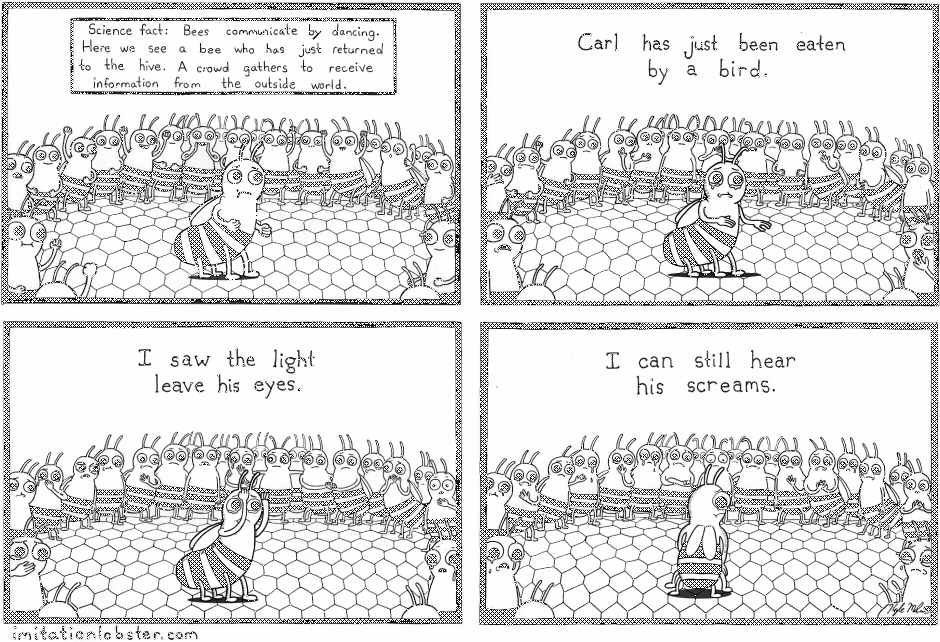 Science fact: Bees communicate by dancing.
Here we see a bee who has just returned
to the hive. A crowd gathers to receive
information from the outside world.
Carl has just been eaten
by a bird.
I saw the light
leave his eyes.
I can still hear
his screams.
imitationlobster.com